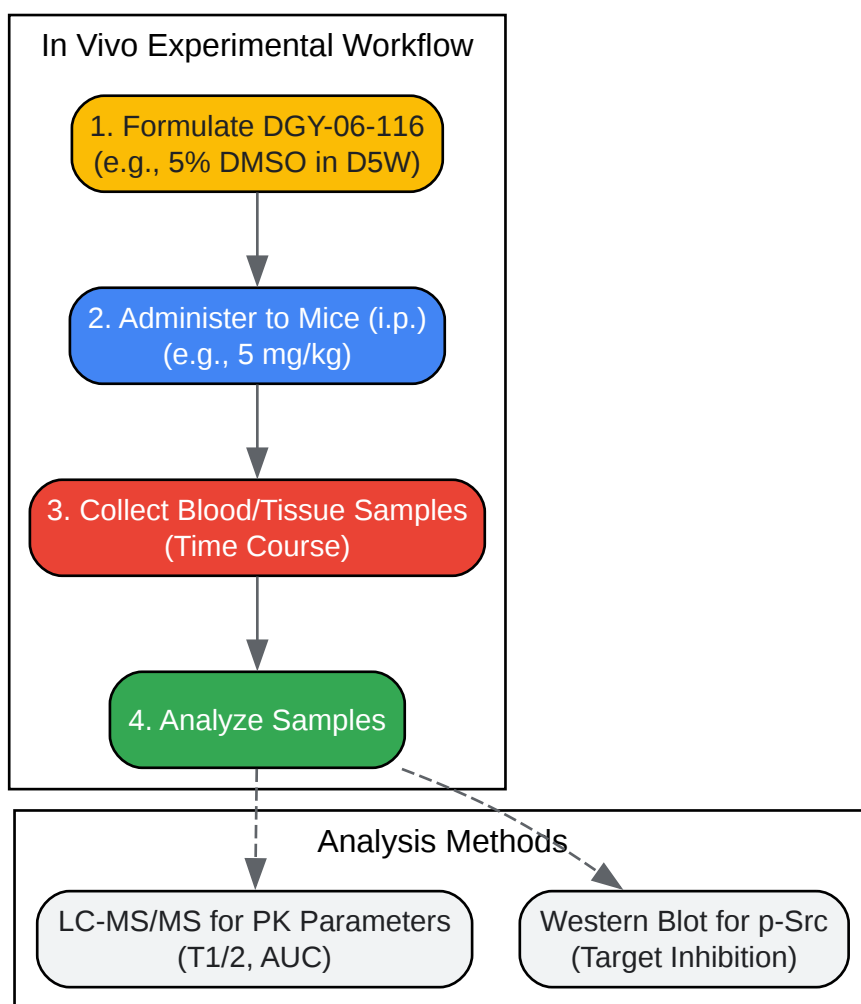 In Vivo Experimental Workflow
1. Formulate DGY-06-116
(e.g., 5% DMSO in D5W)
2. Administer to Mice (i.p.)
(e.g., 5 mg/kg)
3. Collect Blood/Tissue Samples
(Time Course)
4. Analyze Samples
Analysis Methods
LC-MS/MS for PK Parameters
(T1/2, AUC)
Western Blot for p-Src
(Target Inhibition)